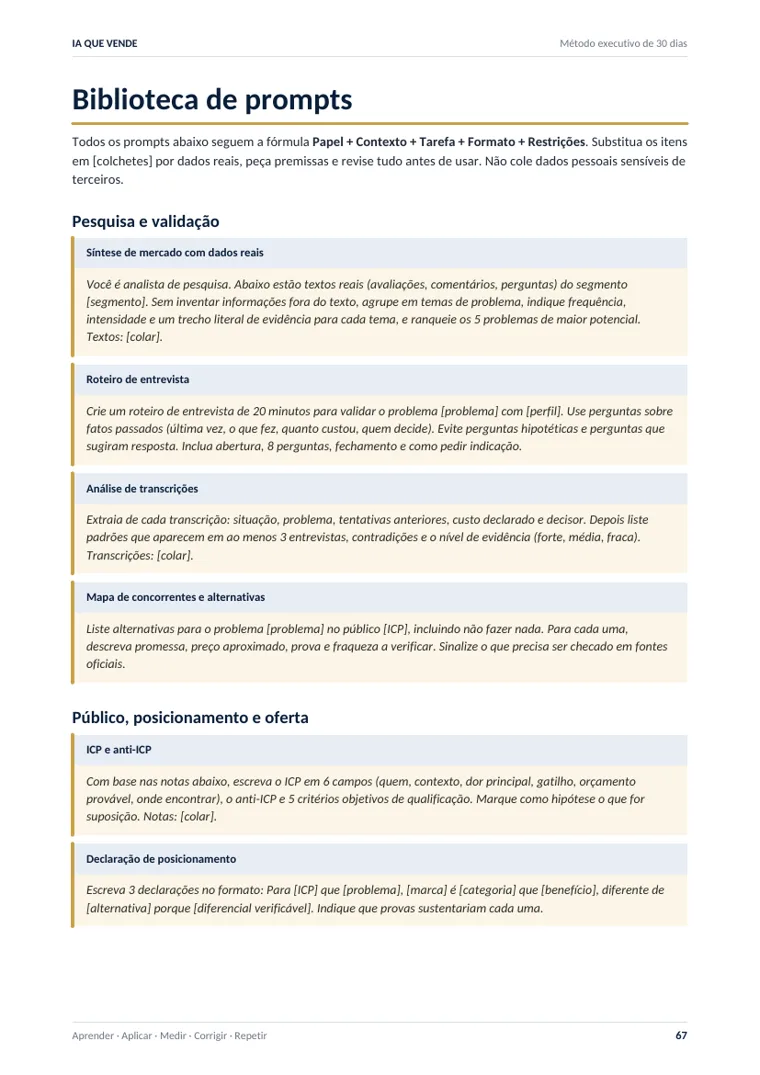 IA QUE VENDE
Método executivo de 30 dias
Biblioteca de prompts
Todos os prompts abaixo seguem a fórmula Papel + Contexto + Tarefa + Formato + Restrições. Substitua os itens
em [colchetes] por dados reais, peça premissas e revise tudo antes de usar. Não cole dados pessoais sensíveis de
terceiros.
Pesquisa e validação
Síntese de mercado com dados reais
Você é analista de pesquisa. Abaixo estão textos reais (avaliações, comentários, perguntas) do segmento
[segmento]. Sem inventar informações fora do texto, agrupe em temas de problema, indique frequência,
intensidade e um trecho literal de evidência para cada tema, e ranqueie os 5 problemas de maior potencial.
Textos: [colar].
Roteiro de entrevista
Crie um roteiro de entrevista de 20 minutos para validar o problema [problema] com [perfil]. Use perguntas sobre
fatos passados (última vez, o que fez, quanto custou, quem decide). Evite perguntas hipotéticas e perguntas que
sugiram resposta. Inclua abertura, 8 perguntas, fechamento e como pedir indicação.
Análise de transcrições
Extraia de cada transcrição: situação, problema, tentativas anteriores, custo declarado e decisor. Depois liste
padrões que aparecem em ao menos 3 entrevistas, contradições e o nível de evidência (forte, média, fraca).
Transcrições: [colar].
Mapa de concorrentes e alternativas
Liste alternativas para o problema [problema] no público [ICP], incluindo não fazer nada. Para cada uma,
descreva promessa, preço aproximado, prova e fraqueza a verificar. Sinalize o que precisa ser checado em fontes
oficiais.
Público, posicionamento e oferta
ICP e anti-ICP
Com base nas notas abaixo, escreva o ICP em 6 campos (quem, contexto, dor principal, gatilho, orçamento
provável, onde encontrar), o anti-ICP e 5 critérios objetivos de qualificação. Marque como hipótese o que for
suposição. Notas: [colar].
Declaração de posicionamento
Escreva 3 declarações no formato: Para [ICP] que [problema], [marca] é [categoria] que [benefício], diferente de
[alternativa] porque [diferencial verificável]. Indique que provas sustentariam cada uma.
Aprender · Aplicar · Medir · Corrigir · Repetir
67